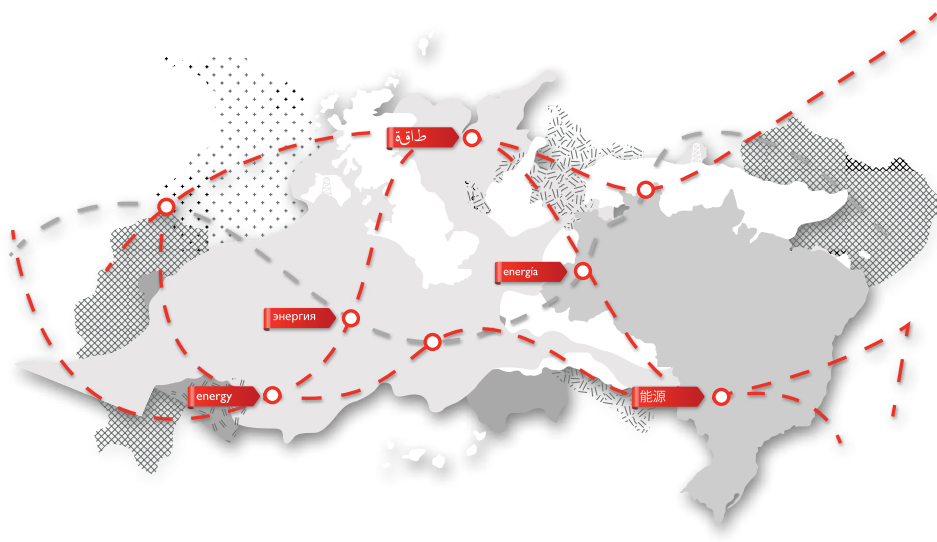 طاقة
energía
энергия
energy
能源